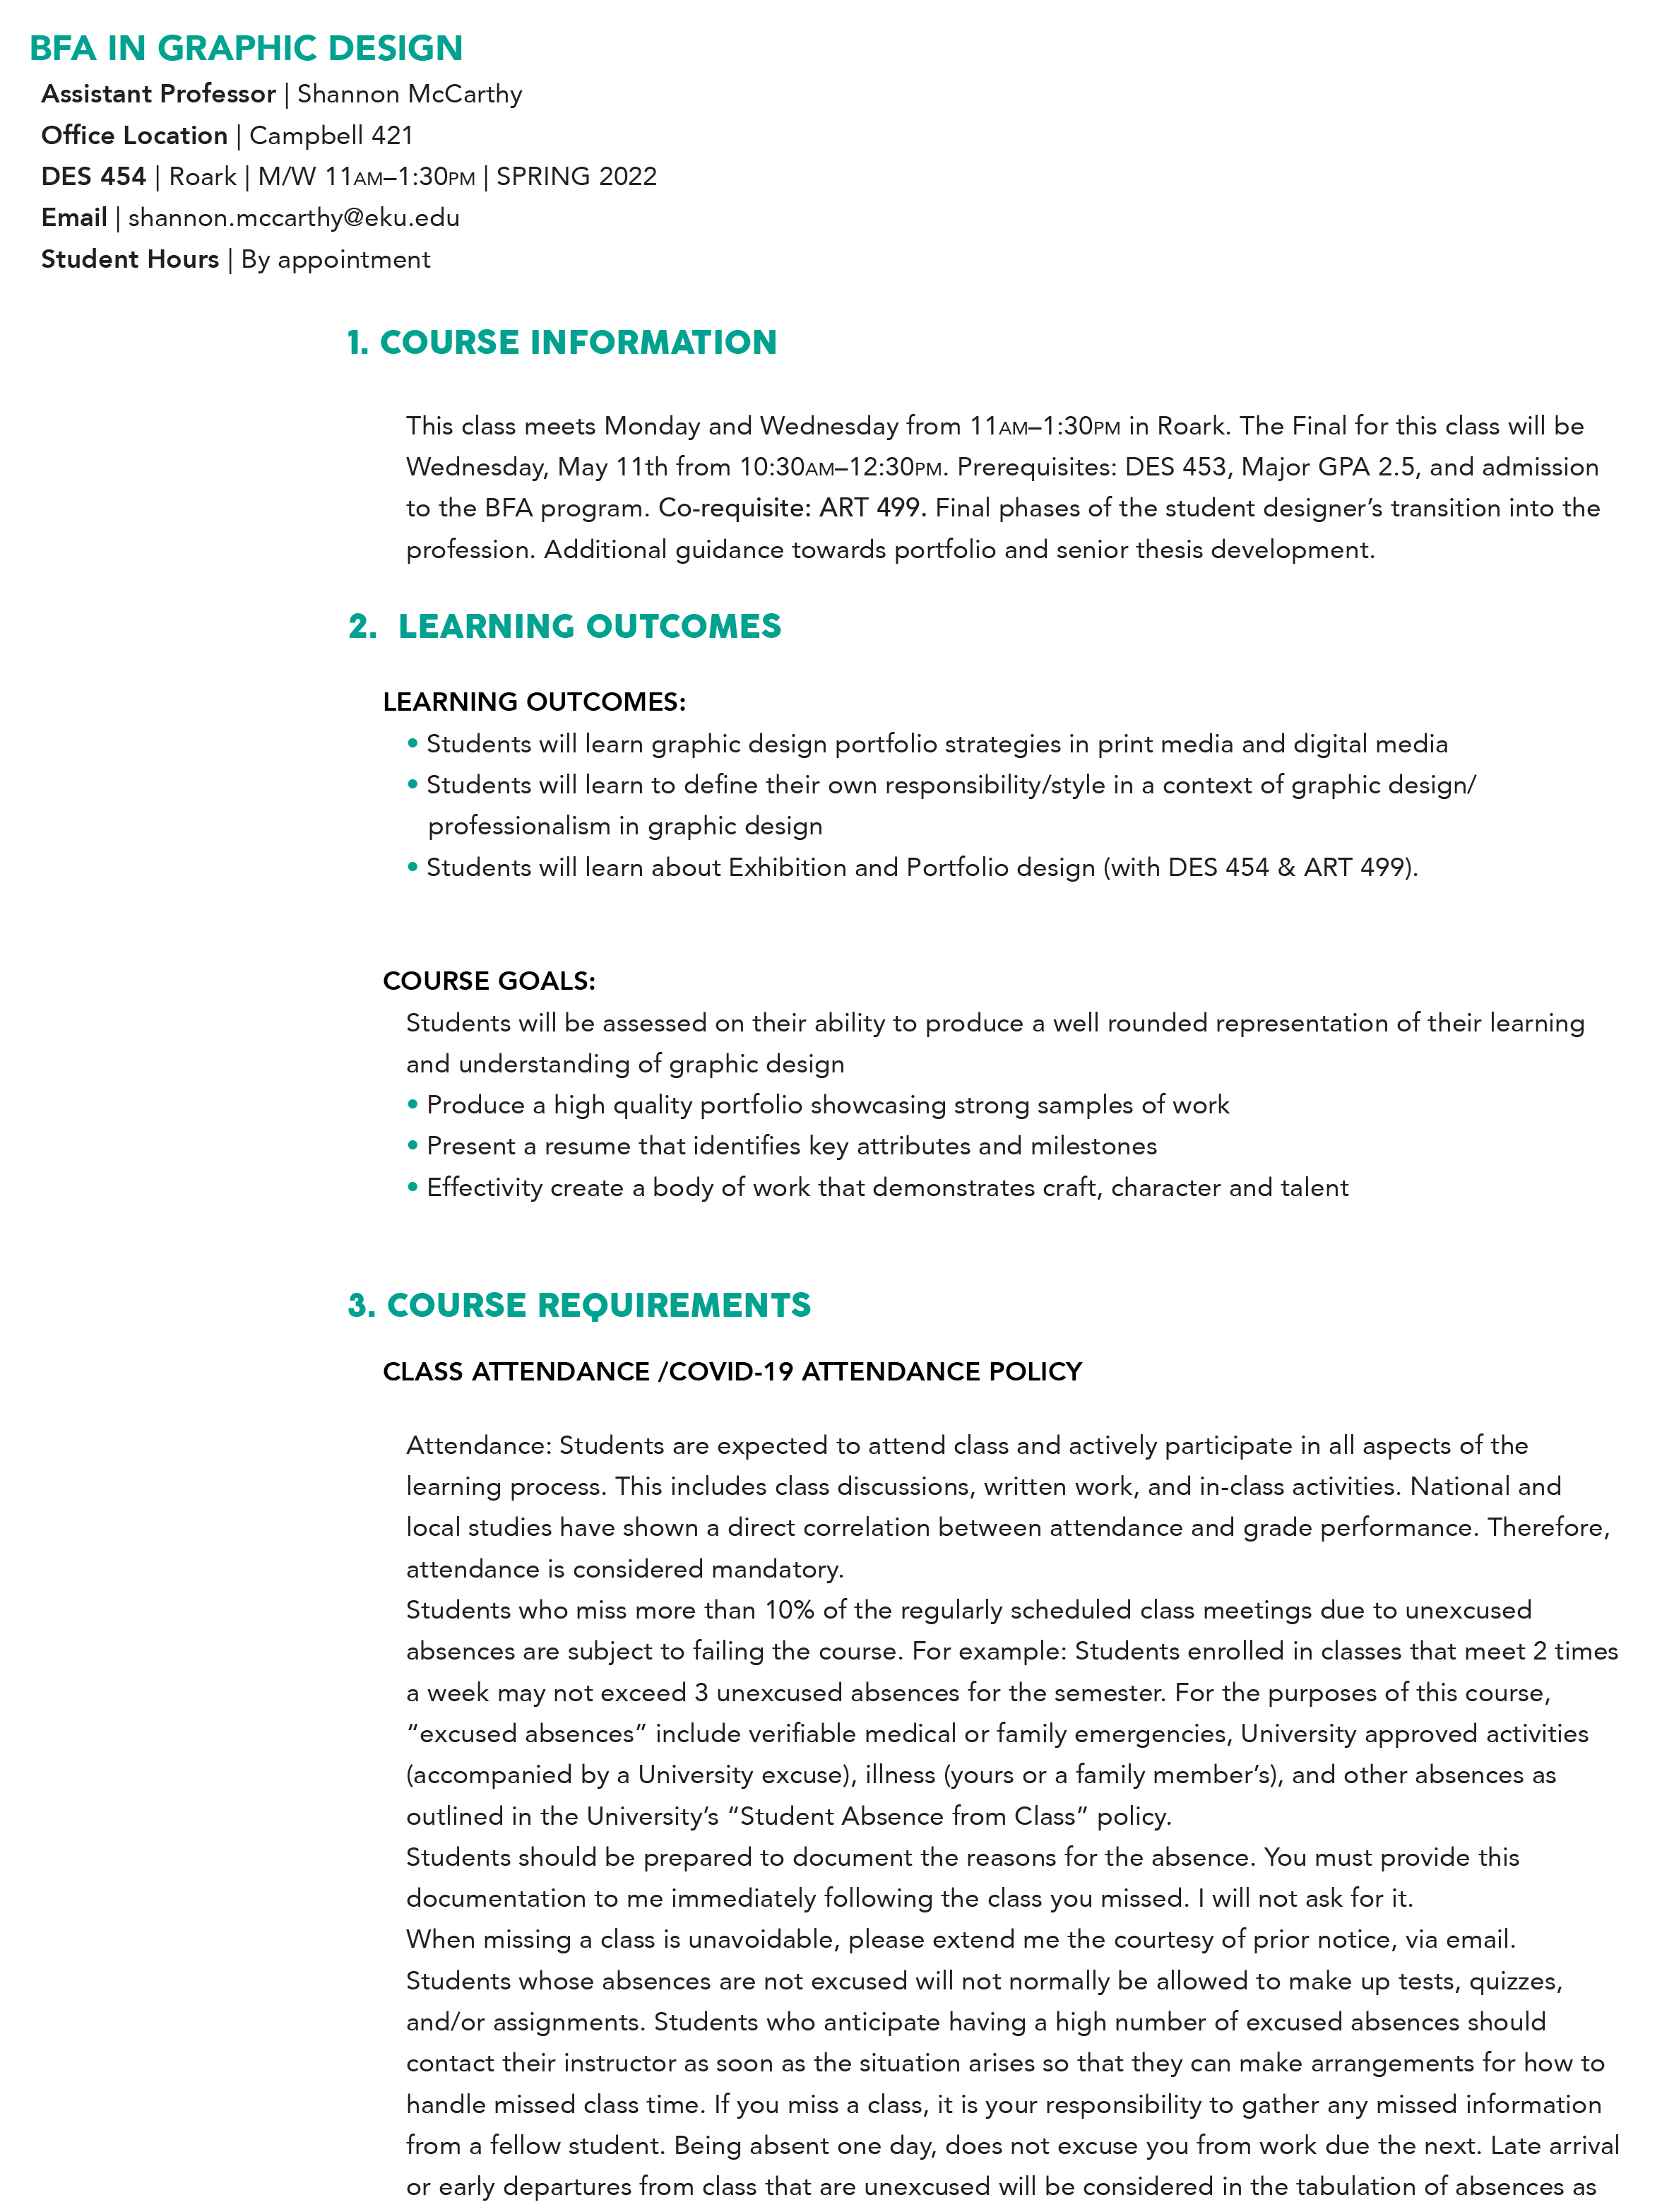 BFA IN GRAPHIC DESIGN
Assistant Professor | Shannon McCarthy
Office Location | Campbell 421
DES 454 | Roark | M/W 11AM–1:30PM | SPRING 2022
Email | shannon.mccarthy@eku.edu
Student Hours | By appointment
1. COURSE INFORMATION
This class meets Monday and Wednesday from 11AM–1:30PM in Roark. The Final for this class will be
Wednesday, May 11th from 10:30AM–12:30PM. Prerequisites: DES 453, Major GPA 2.5, and admission
to the BFA program. Co-requisite: ART 499. Final phases of the student designer’s transition into the
profession. Additional guidance towards portfolio and senior thesis development.
2. LEARNING OUTCOMES
LEARNING OUTCOMES:
• Students will learn graphic design portfolio strategies in print media and digital media
• Students will learn to define their own responsibility/style in a context of graphic design/
professionalism in graphic design
• Students will learn about Exhibition and Portfolio design (with DES 454 & ART 499).
COURSE GOALS:
Students will be assessed on their ability to produce a well rounded representation of their learning
and understanding of graphic design
• Produce a high quality portfolio showcasing strong samples of work
• Present a resume that identifies key attributes and milestones
• Effectivity create a body of work that demonstrates craft, character and talent
3. COURSE REQUIREMENTS
CLASS ATTENDANCE /COVID-19 ATTENDANCE POLICY
Attendance: Students are expected to attend class and actively participate in all aspects of the
learning process. This includes class discussions, written work, and in-class activities. National and
local studies have shown a direct correlation between attendance and grade performance. Therefore,
attendance is considered mandatory.
Students who miss more than 10% of the regularly scheduled class meetings due to unexcused
absences are subject to failing the course. For example: Students enrolled in classes that meet 2 times
a week may not exceed 3 unexcused absences for the semester. For the purposes of this course,
“excused absences” include verifiable medical or family emergencies, University approved activities
(accompanied by a University excuse), illness (yours or a family member’s), and other absences as
outlined in the University’s “Student Absence from Class” policy.
Students should be prepared to document the reasons for the absence. You must provide this
documentation to me immediately following the class you missed. I will not ask for it.
When missing a class is unavoidable, please extend me the courtesy of prior notice, via email.
Students whose absences are not excused will not normally be allowed to make up tests, quizzes,
and/or assignments. Students who anticipate having a high number of excused absences should
contact their instructor as soon as the situation arises so that they can make arrangements for how to
handle missed class time. If you miss a class, it is your responsibility to gather any missed information
from a fellow student. Being absent one day, does not excuse you from work due the next. Late arrival
or early departures from class that are unexcused will be considered in the tabulation of absences as